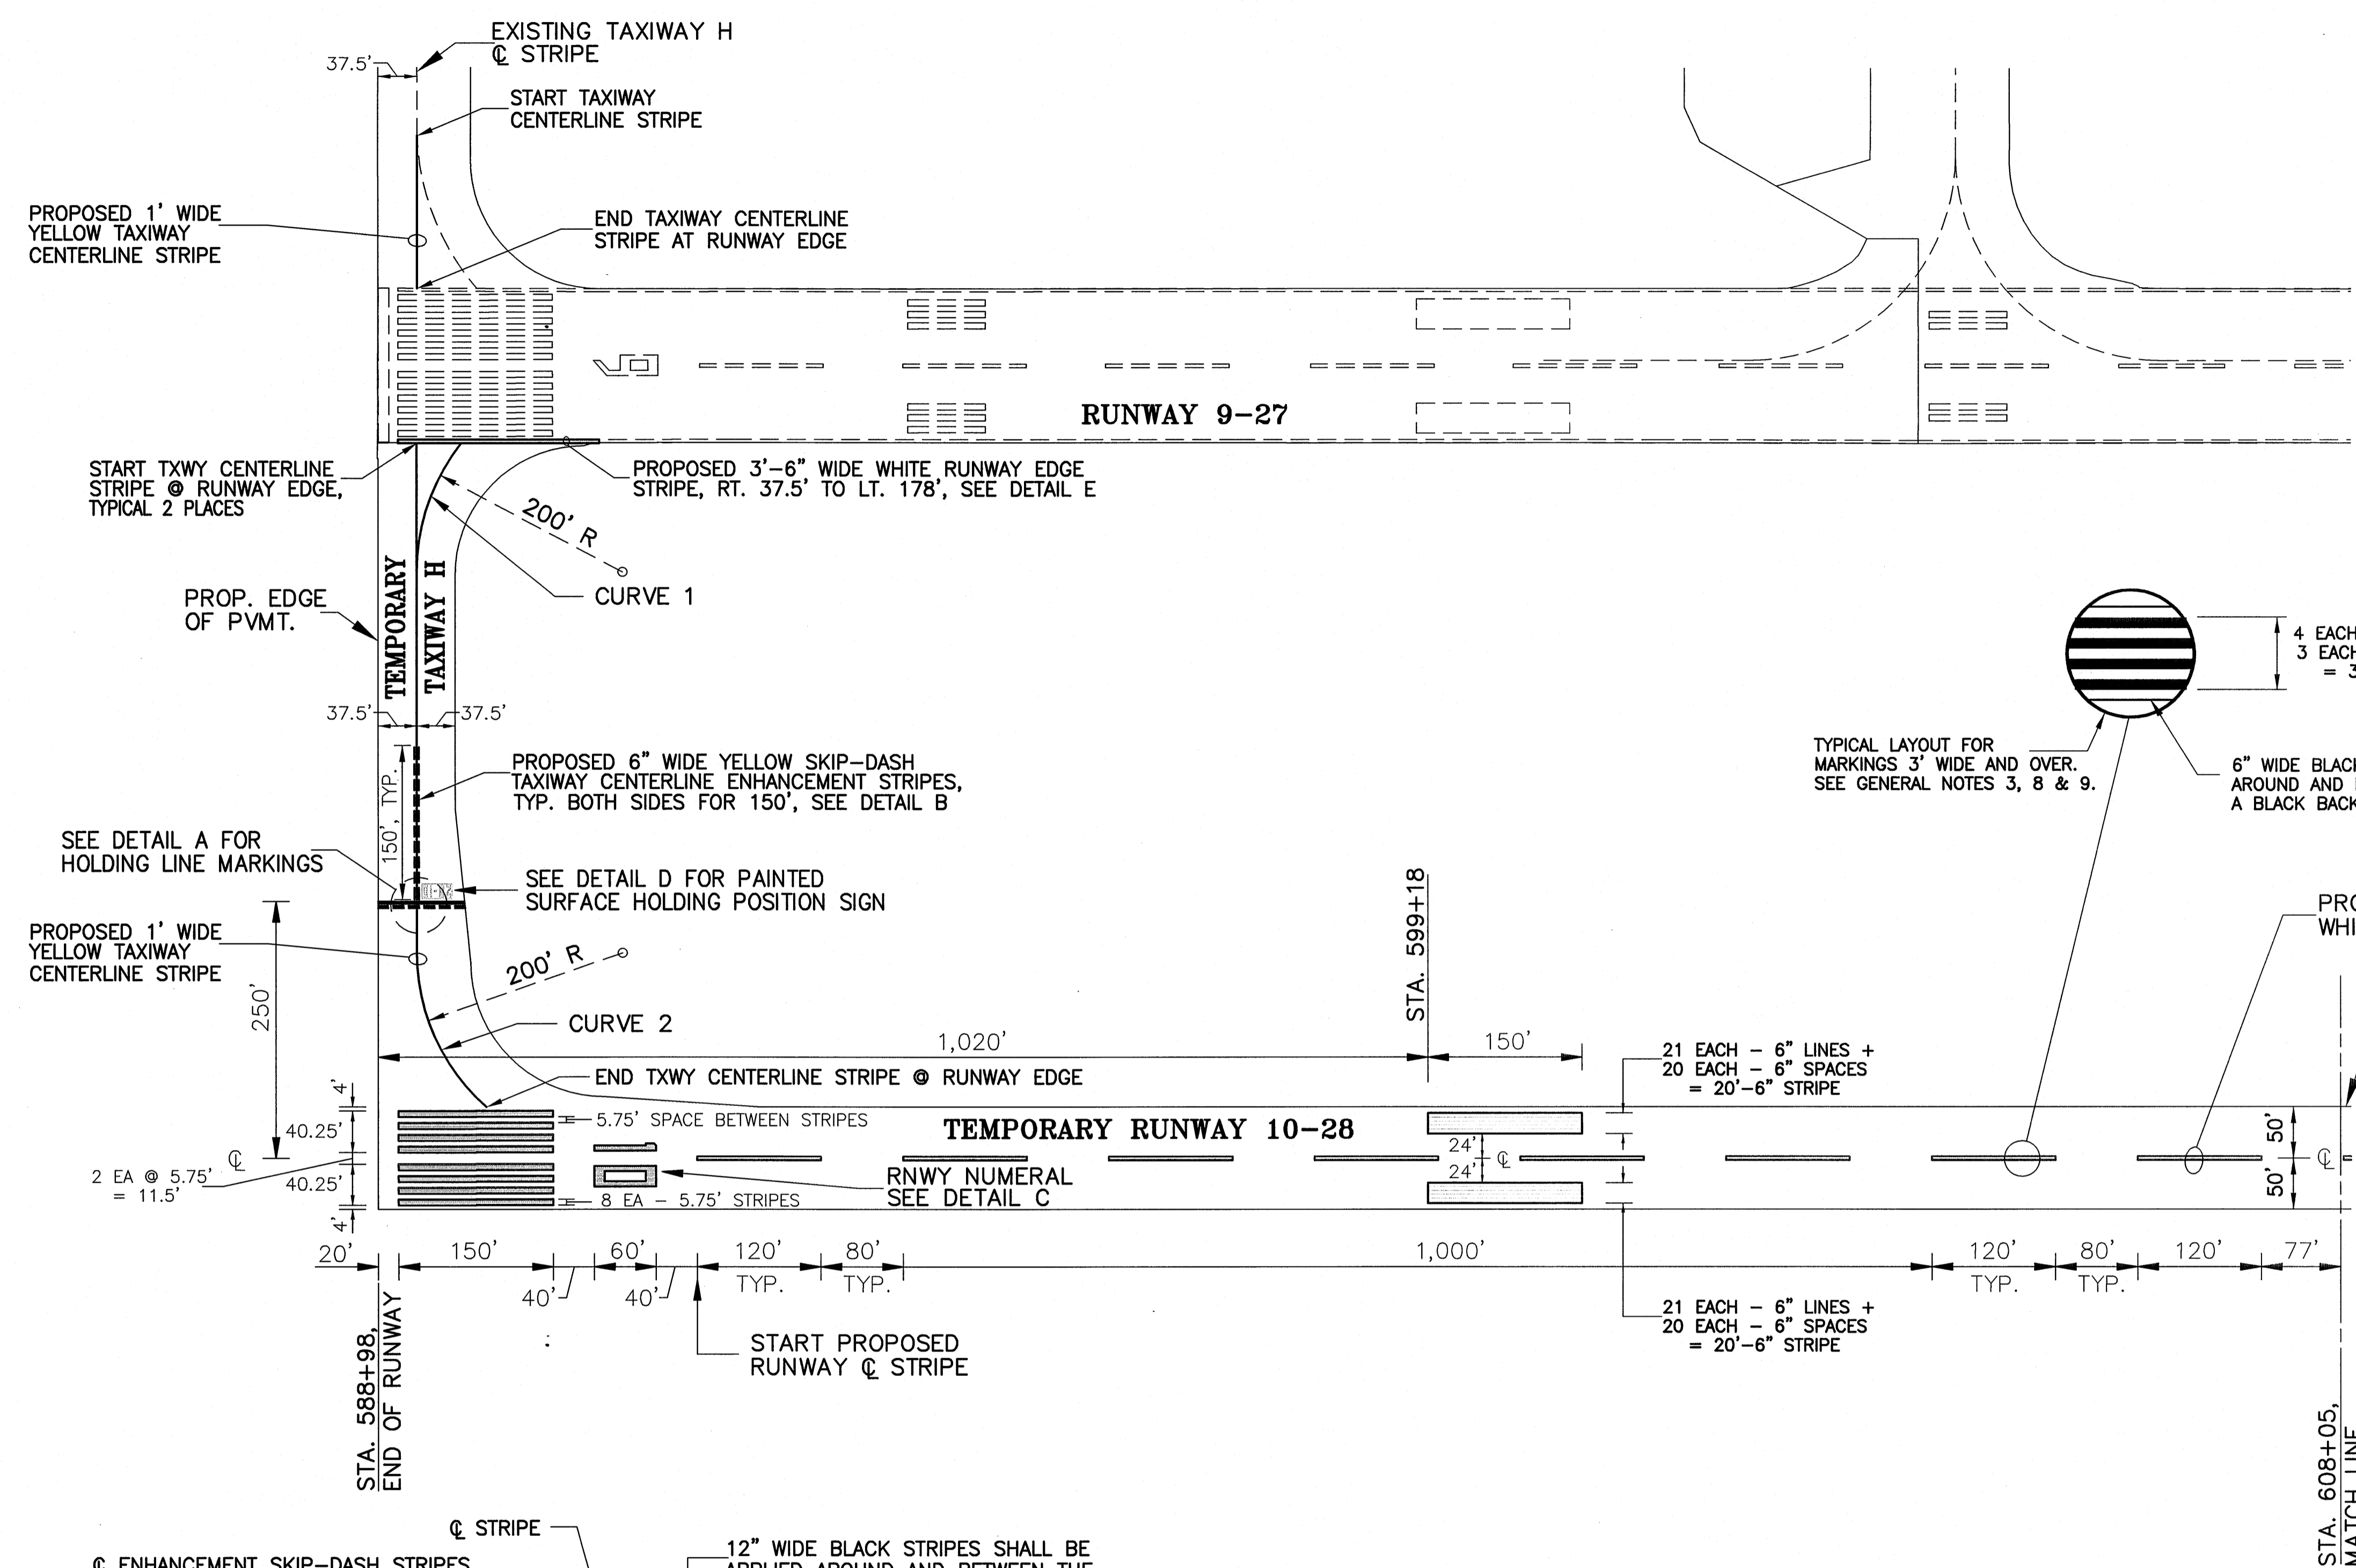 EXISTING TAXIWAY H
℄ STRIPE
37.5'
START TAXIWAY
CENTERLINE STRIPE
PROPOSED 1' WIDE
YELLOW TAXIWAY
CENTERLINE STRIPE
END TAXIWAY CENTERLINE
STRIPE AT RUNWAY EDGE
RUNWAY 9-27
START TXWY CENTERLINE
STRIPE @ RUNWAY EDGE,
TYPICAL 2 PLACES
PROPOSED 3'-6" WIDE WHITE RUNWAY EDGE
STRIPE, RT. 37.5' TO LT. 178', SEE DETAIL E
200' R
CURVE 1
PROP. EDGE
OF PVMT.
TEMPORARY
TAXIWAY H
4 EACH
3 EACH
= 3
37.5'
37.5'
TYPICAL LAYOUT FOR
MARKINGS 3' WIDE AND OVER.
SEE GENERAL NOTES 3, 8 & 9.
6" WIDE BLACK
AROUND AND
A BLACK BACK
PROPOSED 6" WIDE YELLOW SKIP-DASH
TAXIWAY CENTERLINE ENHANCEMENT STRIPES,
TYP. BOTH SIDES FOR 150', SEE DETAIL B
150', TYP.
SEE DETAIL A FOR
HOLDING LINE MARKINGS
SEE DETAIL D FOR PAINTED
SURFACE HOLDING POSITION SIGN
STA. 599+18
PRO
WHI
PROPOSED 1' WIDE
YELLOW TAXIWAY
CENTERLINE STRIPE
250'
200' R
CURVE 2
1,020'
150'
21 EACH - 6" LINES +
20 EACH - 6" SPACES
= 20'-6" STRIPE
END TXWY CENTERLINE STRIPE @ RUNWAY EDGE
4'
40.25'
℄
2 EA @ 5.75'
= 11.5'
40.25'
4'
5.75' SPACE BETWEEN STRIPES
TEMPORARY RUNWAY 10-28
24'
℄
24'
50'
℄
50'
RNWY NUMERAL
SEE DETAIL C
8 EA - 5.75' STRIPES
20'
150'
40'
60'
40'
120'
TYP.
80'
TYP.
1,000'
120'
TYP.
80'
TYP.
120'
77'
21 EACH - 6" LINES +
20 EACH - 6" SPACES
= 20'-6" STRIPE
START PROPOSED
RUNWAY ℄ STRIPE
STA. 588+98,
END OF RUNWAY
STA. 608+05,
MATCH LINE
℄ STRIPE
℄ ENHANCEMENT SKIP-DASH STRIPES
12" WIDE BLACK STRIPES SHALL BE
APPLIED AROUND AND BETWEEN THE